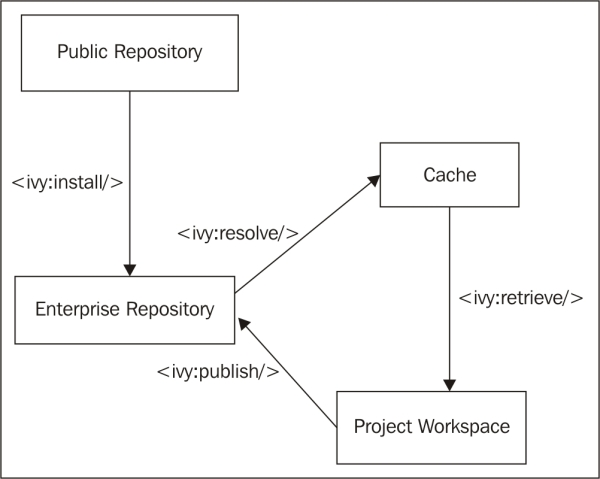 Public Repository
<ivy:install/>
Cache
<ivy:resolve/>
Enterprise Repository
<ivy:retrieve/>
<ivy:publish/>
Project Workspace